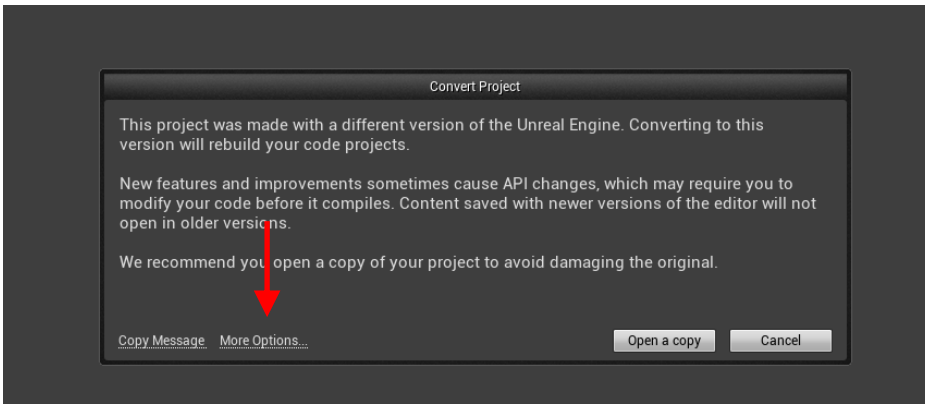 Convert Project
This project was made with a different version of the Unreal Engine. Converting to this
version will rebuild your code projects.
New features and improvements sometimes cause API changes, which may require you to
modify your code before it compiles. Content saved with newer versions of the editor will not
open in older versions.
We recommend you open a copy of your project to avoid damaging the original.
Copy Message More Options... Open a copy Cancel